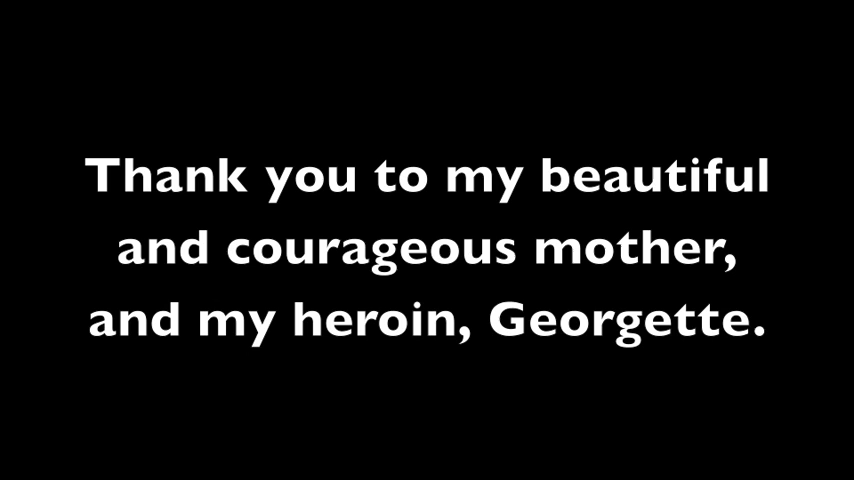 Thank you to my beautiful
and courageous mother,
and my heroin, Georgette.